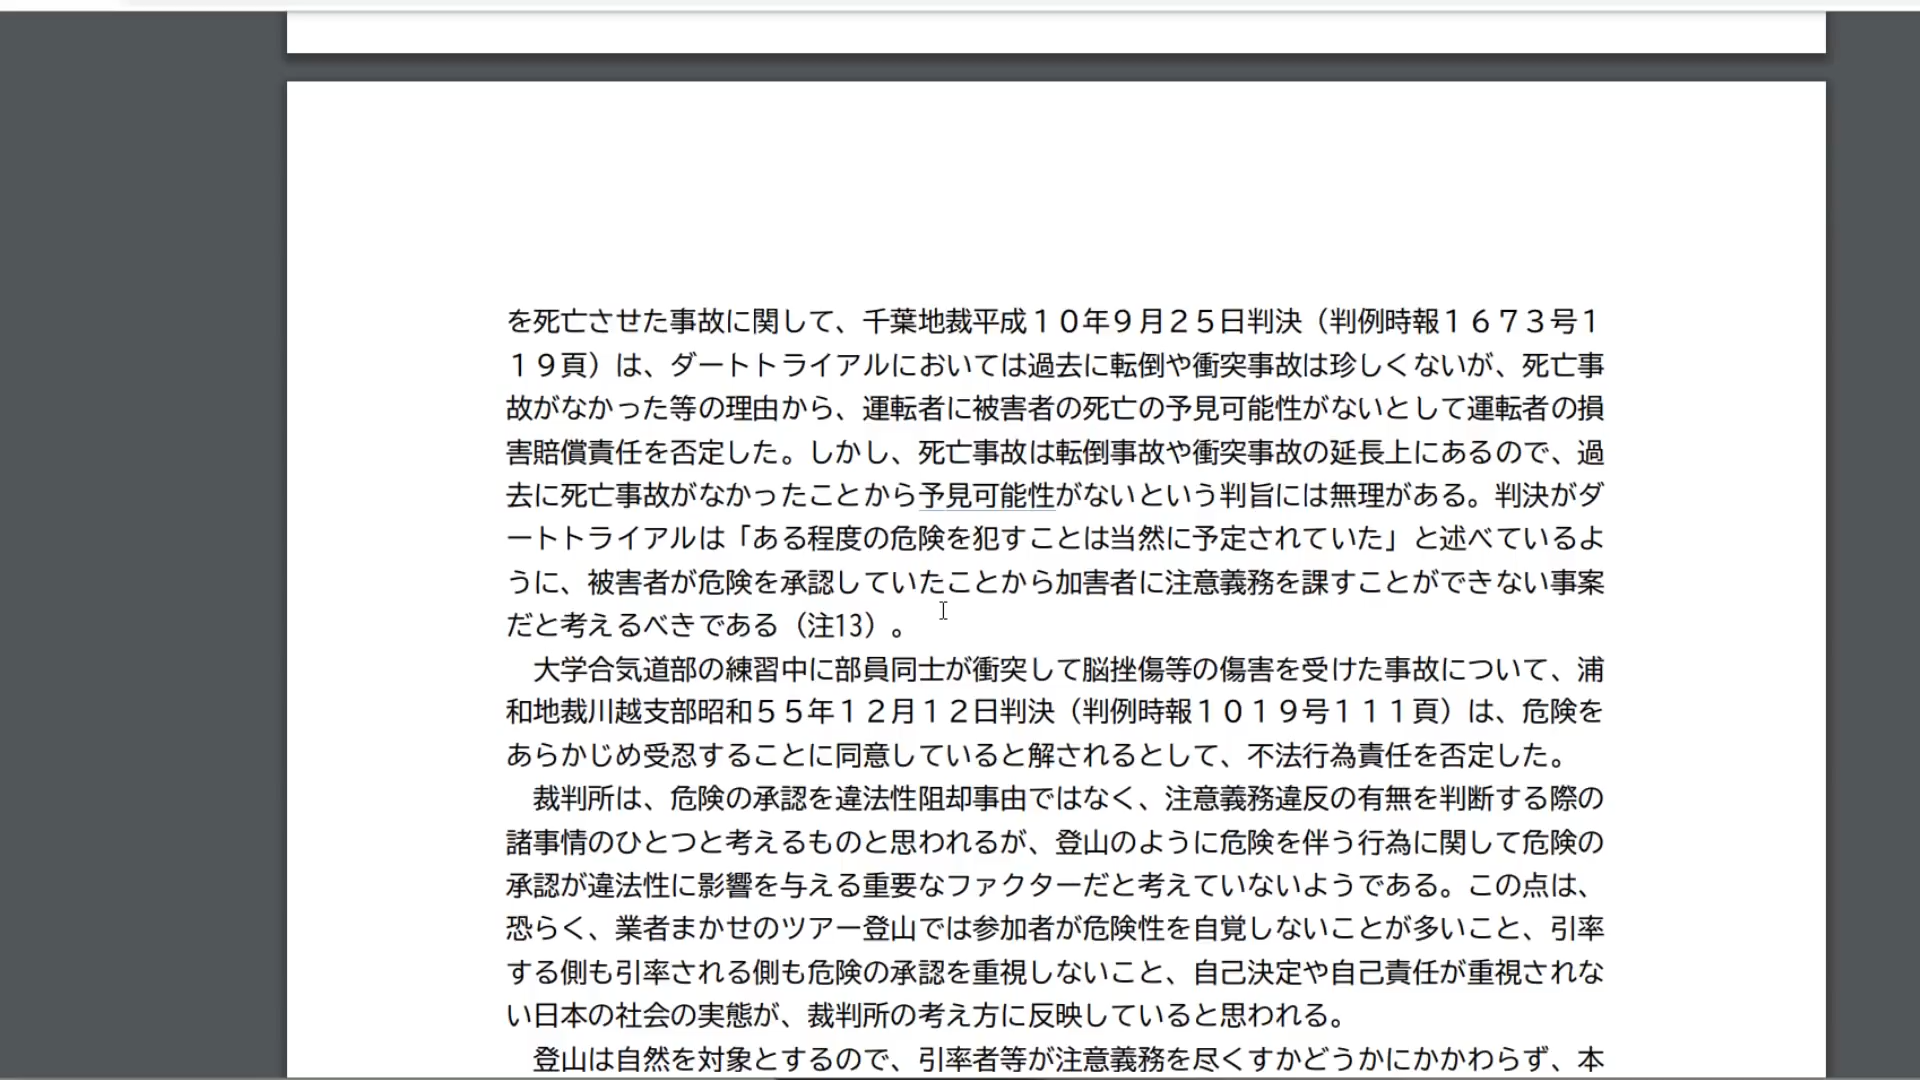 を死亡させた事故に関して、千葉地裁平成１０年９月２５日判決（判例時報１６７３号１
１９頁）は、ダートトライアルにおいては過去に転倒や衝突事故は珍しくないが、死亡事
故がなかった等の理由から、運転者に被害者の死亡の予見可能性がないとして運転者の損
害賠償責任を否定した。しかし、死亡事故は転倒事故や衝突事故の延長上にあるので、過
去に死亡事故がなかったことから予見可能性がないという判旨には無理がある。判決がダ
ートトライアルは「ある程度の危険を犯すことは当然に予定されていた」と述べているよ
うに、被害者が危険を承認していたことから加害者に注意義務を課すことができない事案
だと考えるべきである（注13）。
　大学合気道部の練習中に部員同士が衝突して脳挫傷等の傷害を受けた事故について、浦
和地裁川越支部昭和５５年１２月１２日判決（判例時報１０１９号１１１頁）は、危険を
あらかじめ受忍することに同意していると解されるとして、不法行為責任を否定した。
　裁判所は、危険の承認を違法性阻却事由ではなく、注意義務違反の有無を判断する際の
諸事情のひとつと考えるものと思われるが、登山のように危険を伴う行為に関して危険の
承認が違法性に影響を与える重要なファクターだと考えていないようである。この点は、
恐らく、業者まかせのツアー登山では参加者が危険性を自覚しないことが多いこと、引率
する側も引率される側も危険の承認を重視しないこと、自己決定や自己責任が重視されな
い日本の社会の実態が、裁判所の考え方に反映していると思われる。
　登山は自然を対象とするので、引率者等が注意義務を尽くすかどうかにかかわらず、本